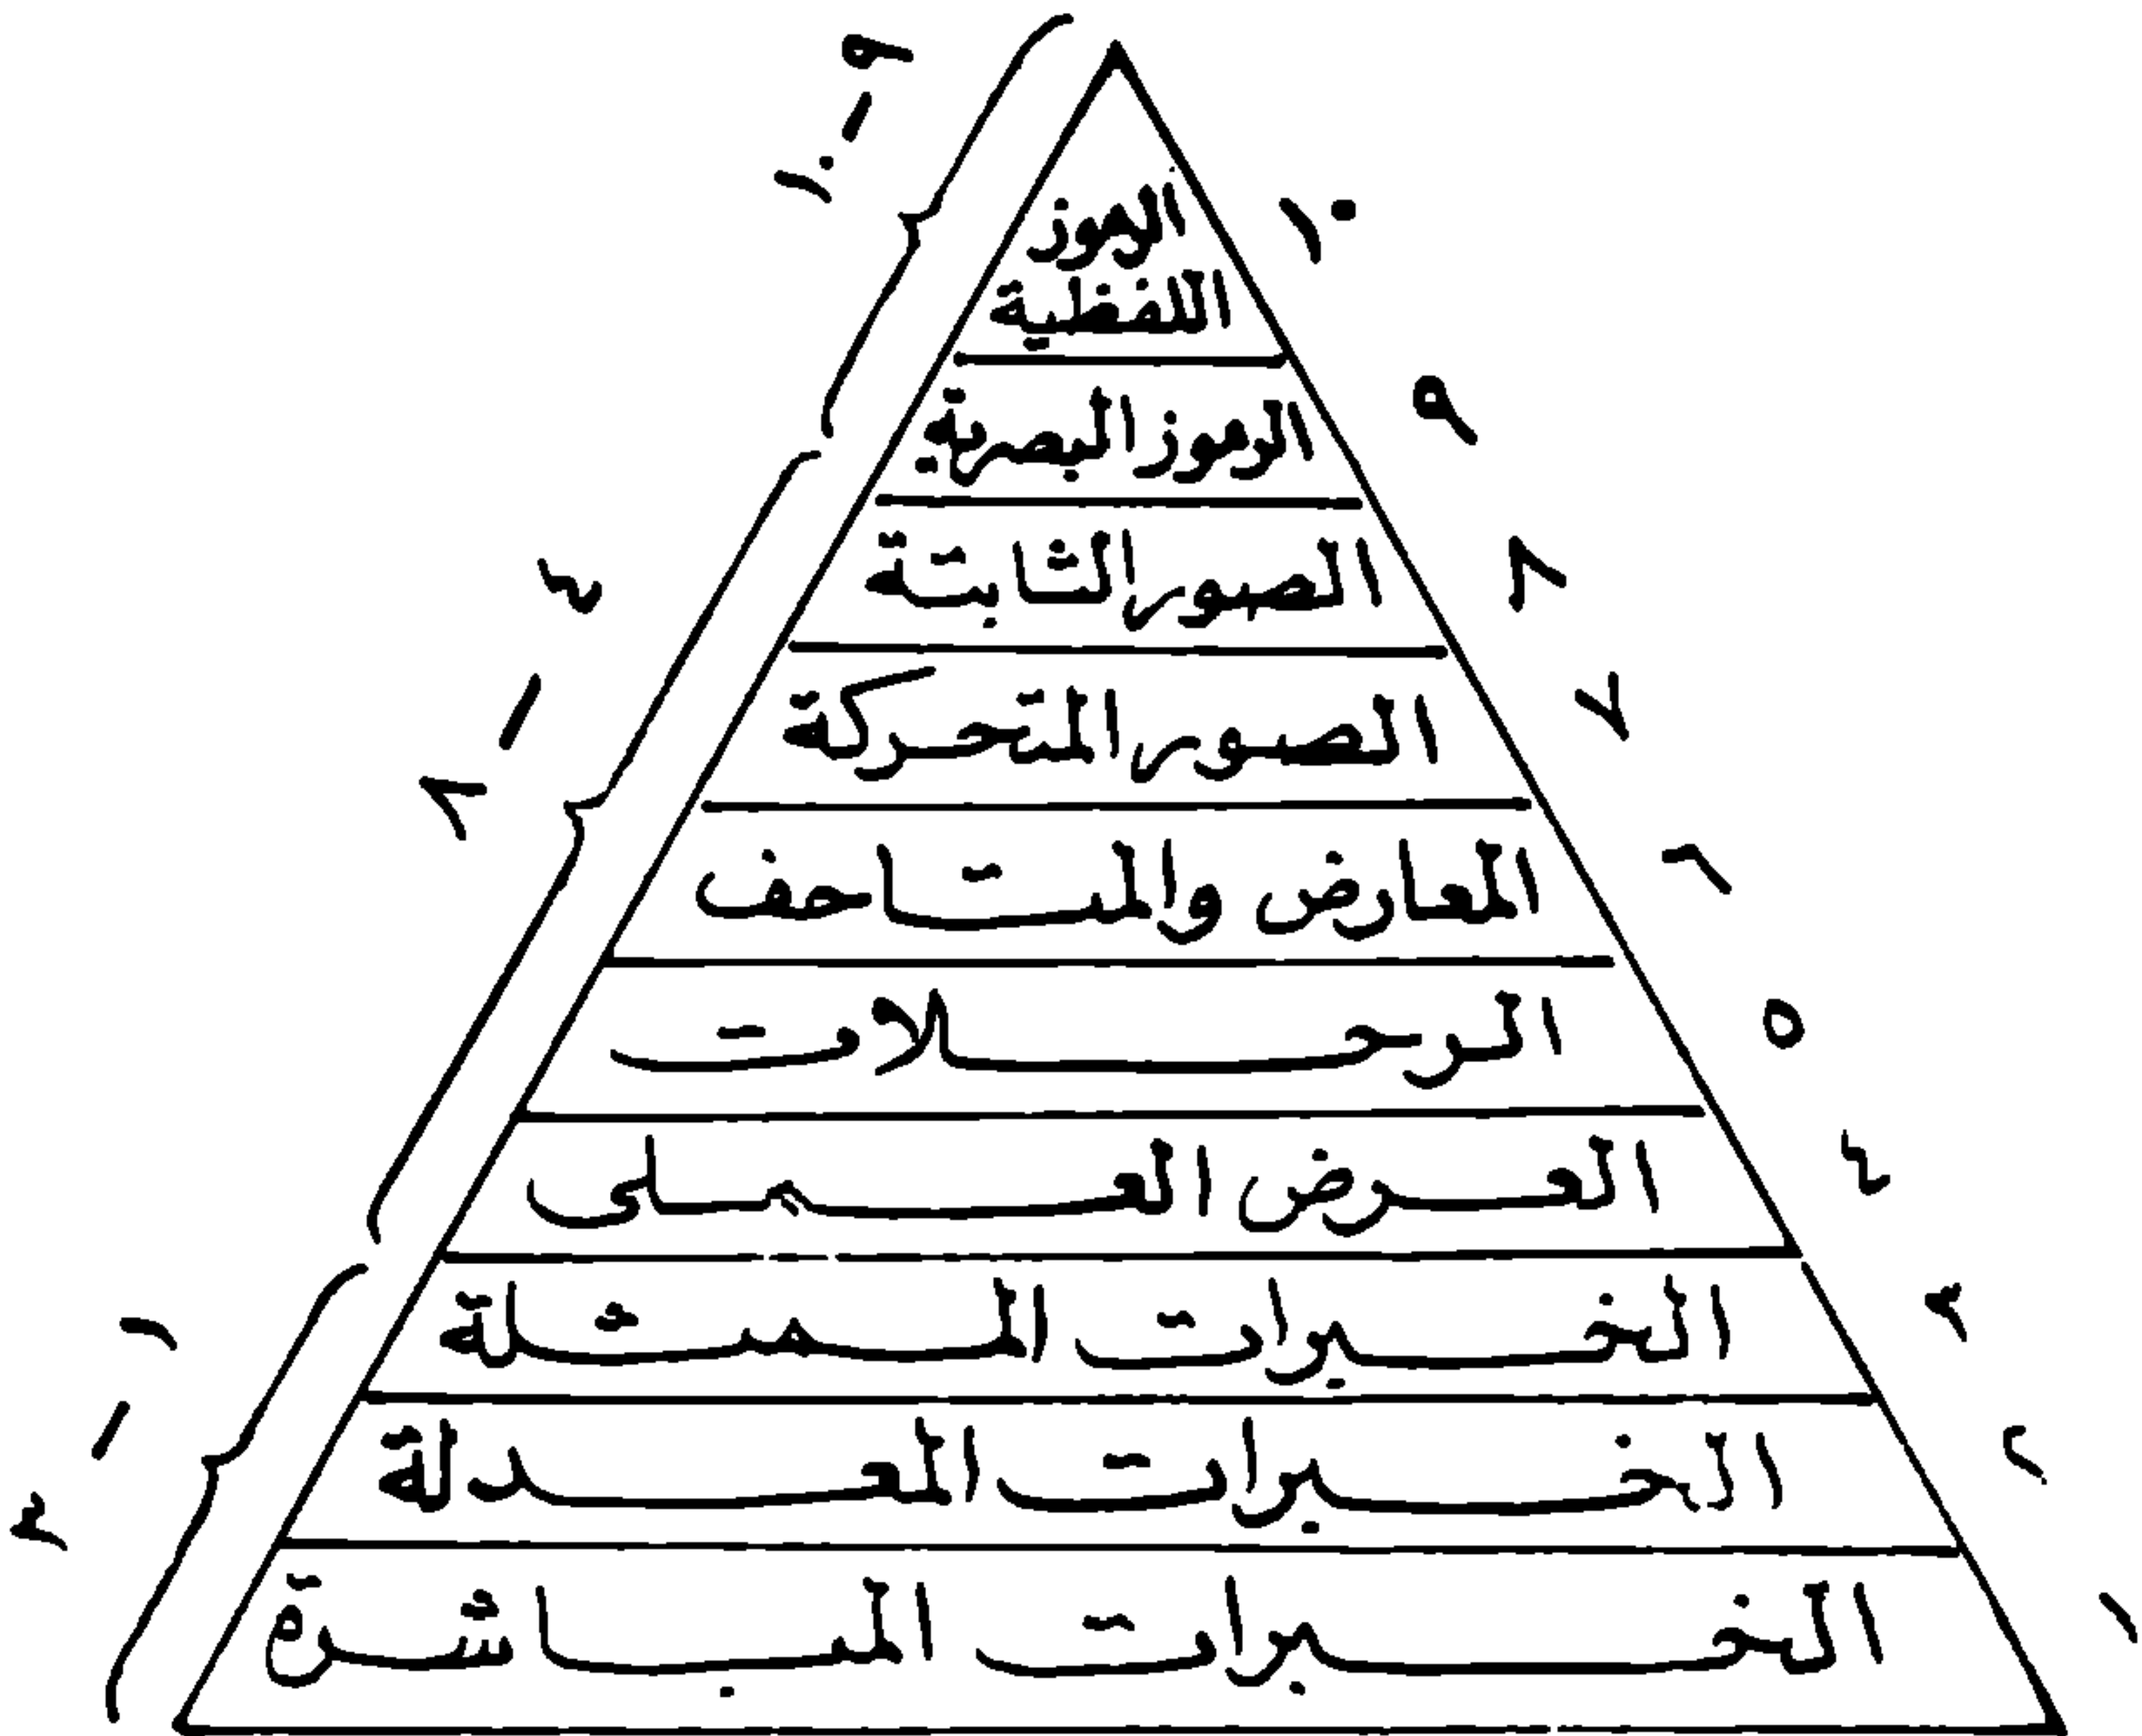 ٩ - ١٠
الرموز
اللفظية
١٠
الرموز البصرية
٩
الصور الثابتة
٨
٤ - ٨
الصور المتحركة
٧
المعارض والمتاحف
٦
الرحلات
٥
العرض العملى
٤
الخبرات الممثلة
٣
١ - ٣
الخبرات المعدلة
٢
الخبرات المباشرة
١